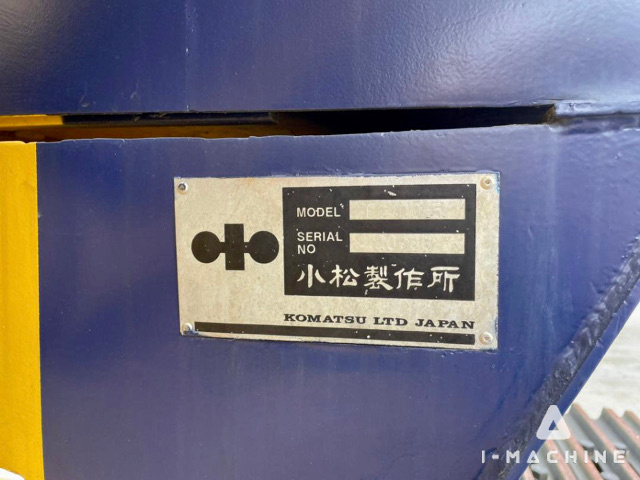 MODEL
SERIAL
NO
小松製作所
KOMATSU LTD JAPAN
I-MACHINE